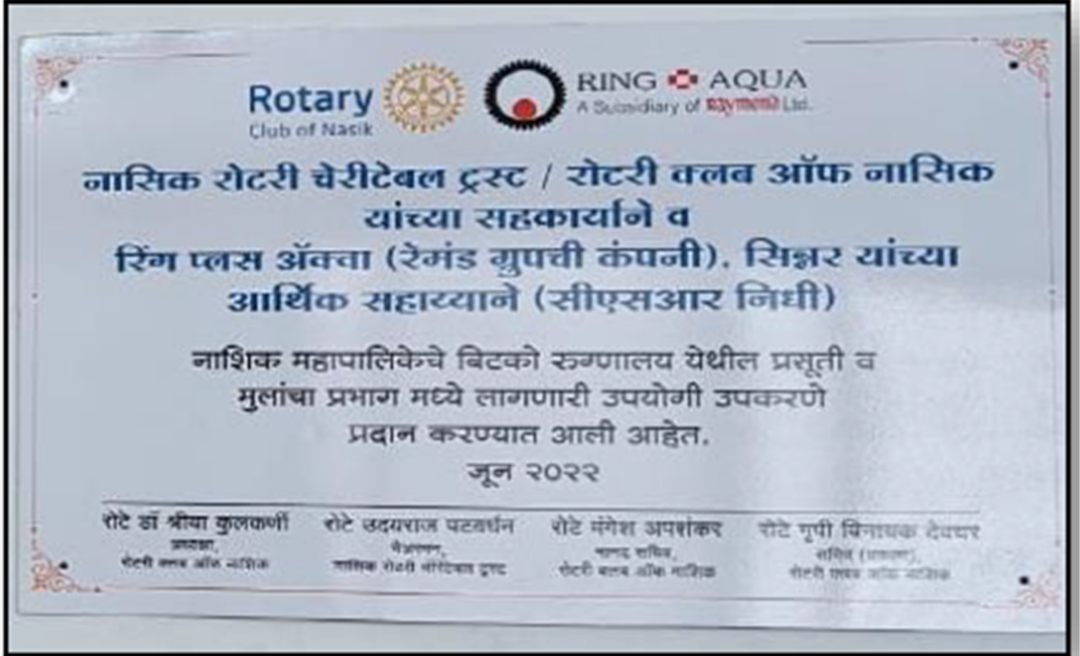 Rotary
Club of Nasik
RING AQUA
A Subsidiary of Raymond Ltd.
नासिक रोटरी चेरीटेबल ट्रस्ट / रोटरी क्लब ऑफ नासिक
यांच्या सहकार्याने व
रिंग प्लस ॲक्वा (रेमंड ग्रुपची कंपनी). सिन्नर यांच्या
आर्थिक सहाय्याने (सीएसआर निधी)
नाशिक महापालिकेचे बिटको रुग्णालय येथील प्रसूती व
मुलांचा प्रभाग मध्ये लागणारी उपयोगी उपकरणे
प्रदान करण्यात आली आहेत.
जून २०२२
रोटे डॉ श्रीया कुलकर्णी
अध्यक्षा,
रोटरी क्लब ऑफ नाशिक
रोटे उदयराज पटवर्धन
चेअरमन,
नासिक रोटरी चॅरिटेबल ट्रस्ट
रोटे मंगेश अपशंकर
मानद सचिव,
रोटरी क्लब ऑफ नाशिक
रोटे गुपी विनायक देवधर
सचिव
रोटरी क्लब ऑफ नाशिक